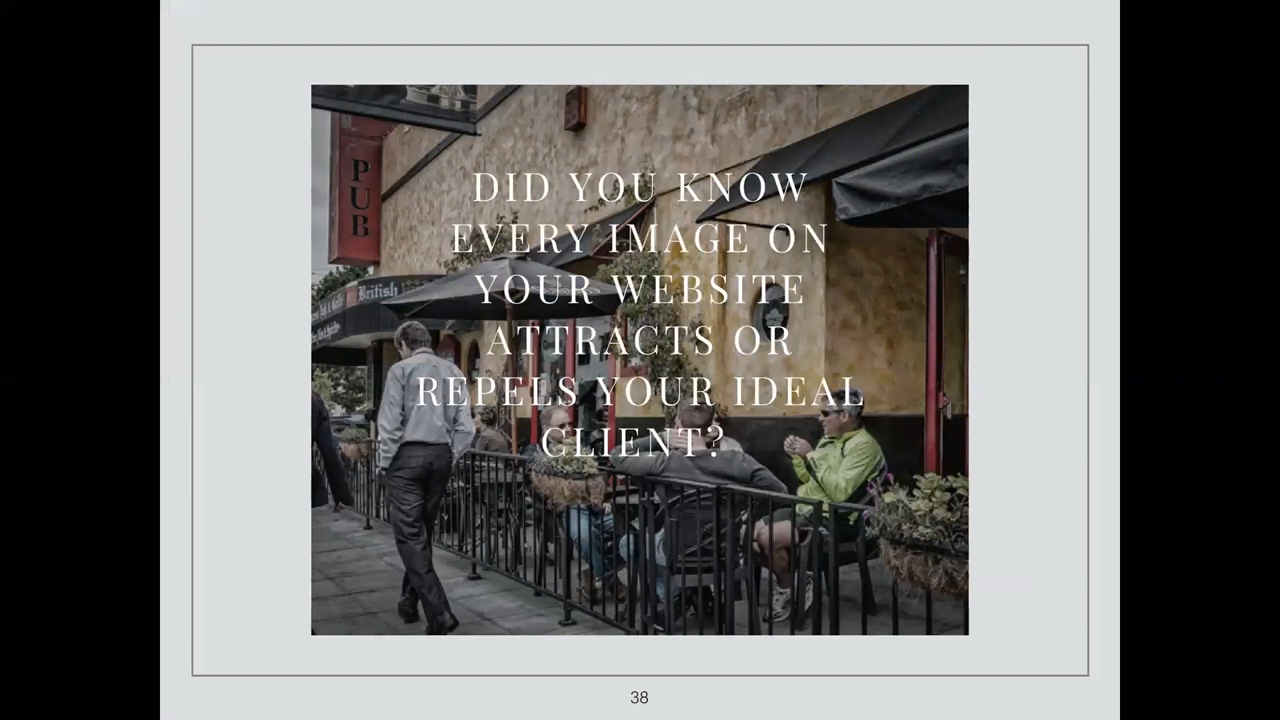 DID YOU KNOW
EVERY IMAGE ON
YOUR WEBSITE
ATTRACTS OR
REPELS YOUR IDEAL
CLIENT?
PUB
British
38